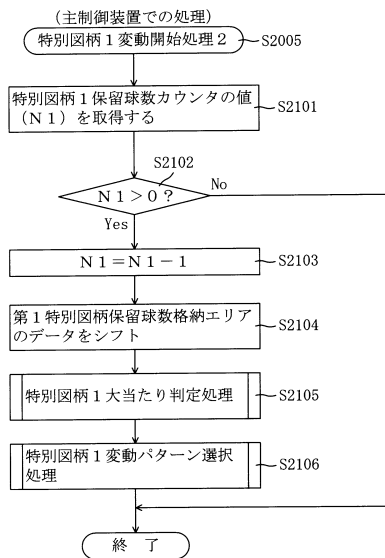 (主制御装置での処理)
特別図柄1変動開始処理2
S2005
特別図柄1保留球数カウンタの値
(N1)を取得する
S2101
S2102
N1>0?
No
Yes
N1=N1-1
S2103
第1特別図柄保留球数格納エリア
のデータをシフト
S2104
特別図柄1大当たり判定処理
S2105
特別図柄1変動パターン選択
処理
S2106
終 了